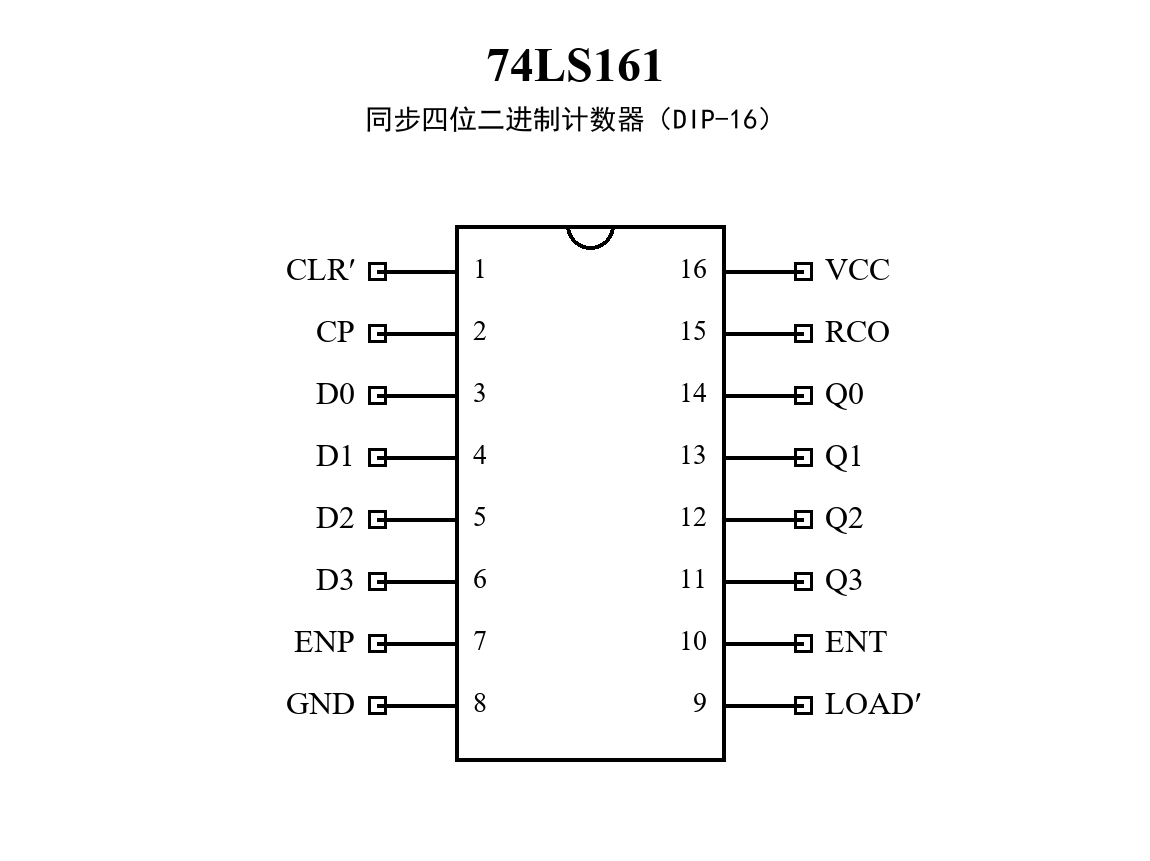 74LS161
同步四位二进制计数器（DIP-16）
CLR′ 1 16 VCC
CP 2 15 RCO
D0 3 14 Q0
D1 4 13 Q1
D2 5 12 Q2
D3 6 11 Q3
ENP 7 10 ENT
GND 8 9 LOAD′